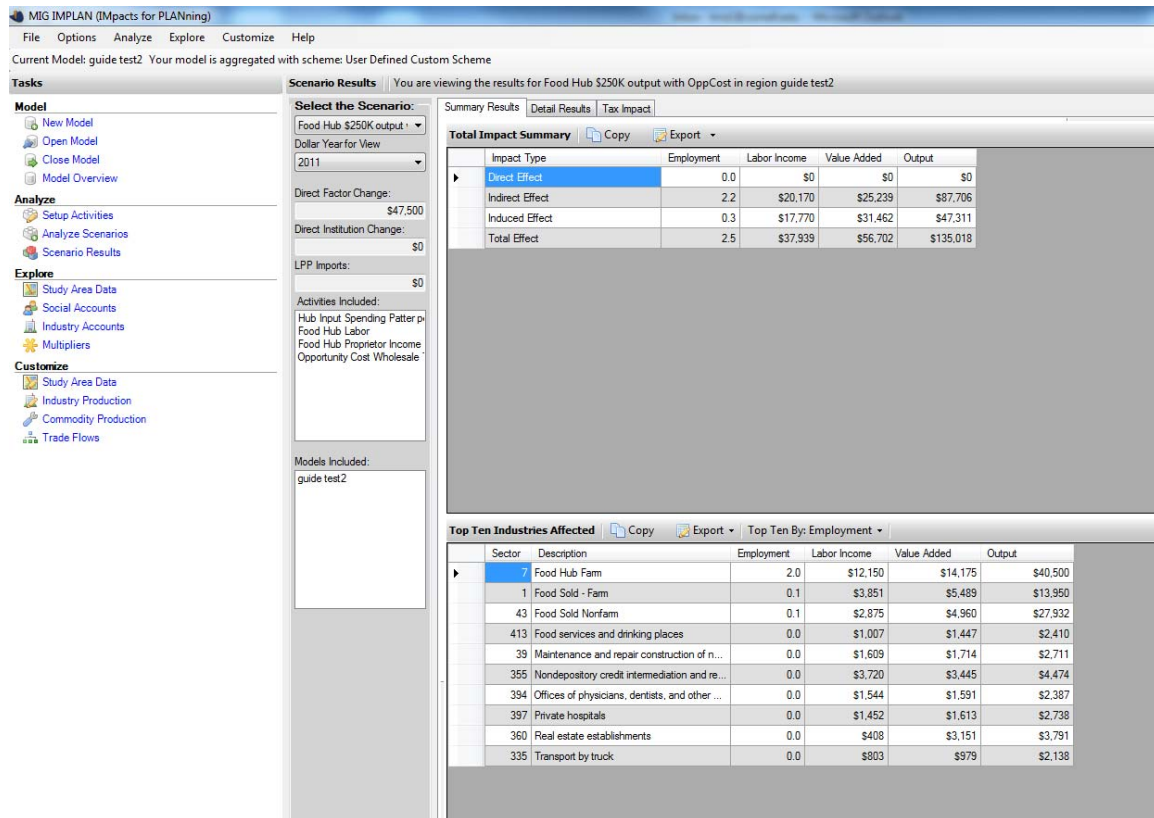 MIG IMPLAN (IMpacts for PLANning)
File Options Analyze Explore Customize Help
Current Model: guide test2 Your model is aggregated with scheme: User Defined Custom Scheme
Tasks
Model
New Model
Open Model
Close Model
Model Overview
Analyze
Setup Activities
Analyze Scenarios
Scenario Results
Explore
Study Area Data
Social Accounts
Industry Accounts
Multipliers
Customize
Study Area Data
Industry Production
Commodity Production
Trade Flows
Scenario Results You are viewing the results for Food Hub $250K output with OppCost in region guide test2
Select the Scenario:
Food Hub $250K output
Dollar Year for View
2011
Direct Factor Change:
$47,500
Direct Institution Change:
$0
LPP Imports:
$0
Activities Included:
Hub Input Spending Patter
Food Hub Labor
Food Hub Proprietor Income
Opportunity Cost Wholesale
Models Included:
guide test2
Summary Results Detail Results Tax Impact
Total Impact Summary Copy Export
Impact Type Employment Labor Income Value Added Output
Direct Effect 0.0 $0 $0 $0
Indirect Effect 2.2 $20,170 $25,239 $87,706
Induced Effect 0.3 $17,770 $31,462 $47,311
Total Effect 2.5 $37,939 $56,702 $135,018
Top Ten Industries Affected Copy Export Top Ten By: Employment
Sector Description Employment Labor Income Value Added Output
7 Food Hub Farm 2.0 $12,150 $14,175 $40,500
1 Food Sold - Farm 0.1 $3,851 $5,489 $13,950
43 Food Sold Nonfarm 0.1 $2,875 $4,960 $27,932
413 Food services and drinking places 0.0 $1,007 $1,447 $2,410
39 Maintenance and repair construction of n... 0.0 $1,609 $1,714 $2,711
355 Nondepository credit intermediation and re... 0.0 $3,720 $3,445 $4,474
394 Offices of physicians, dentists, and other ... 0.0 $1,544 $1,591 $2,387
397 Private hospitals 0.0 $1,452 $1,613 $2,738
360 Real estate establishments 0.0 $408 $3,151 $3,791
335 Transport by truck 0.0 $803 $979 $2,138